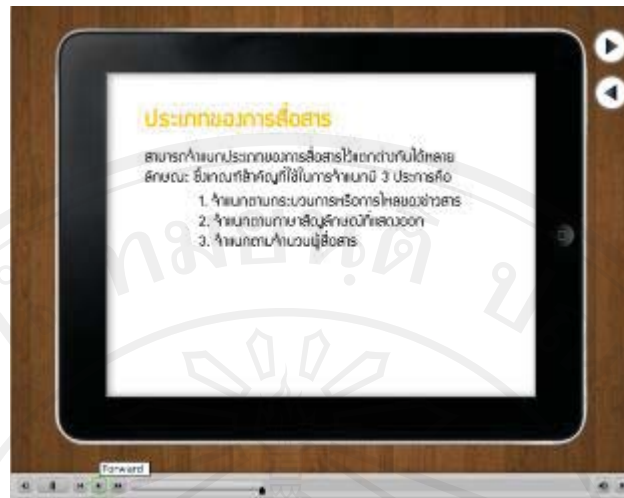 ประเภทของการสื่อสาร
สามารถจำแนกประเภทของการสื่อสารไว้แตกต่างกันได้หลาย
ลักษณะ ซึ่งเกณฑ์สำคัญที่ใช้ในการจำแนกมี 3 ประการคือ
1. จำแนกตามกระบวนการหรือการไหลของข่าวสาร
2. จำแนกตามภาษาสัญลักษณ์ที่แสดงออก
3. จำแนกตามจำนวนผู้สื่อสาร
Forward